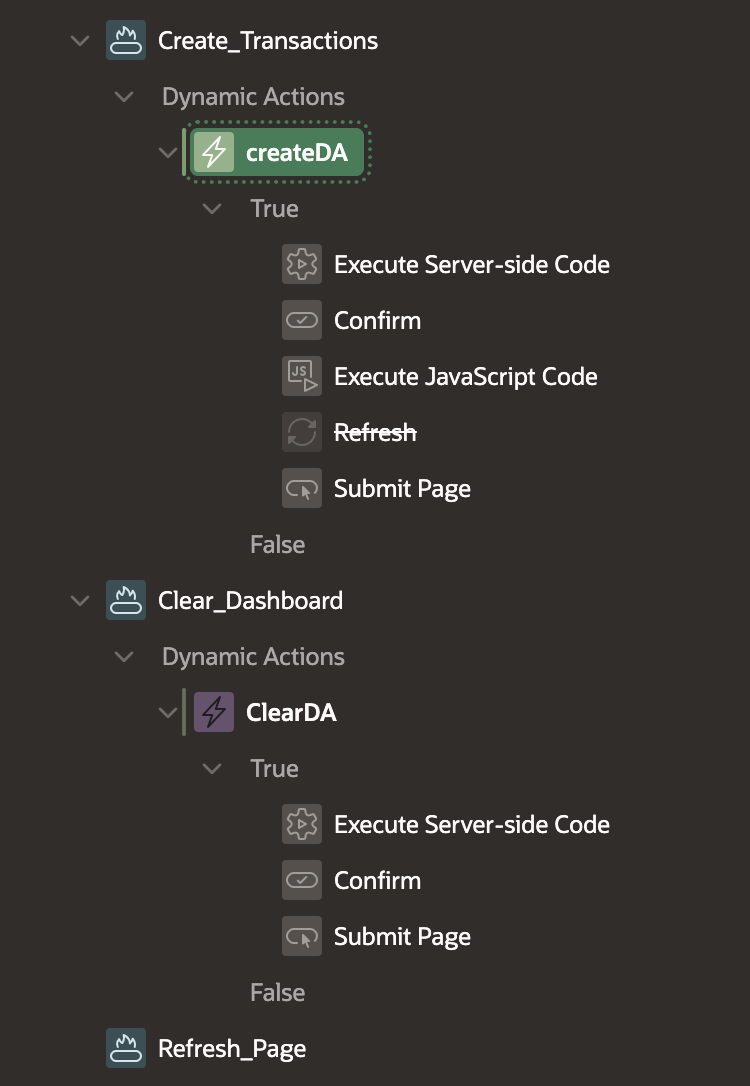 Create_Transactions
Dynamic Actions
createDA
True
Execute Server-side Code
Confirm
JS
Execute JavaScript Code
Refresh
Submit Page
False
Clear_Dashboard
Dynamic Actions
ClearDA
True
Execute Server-side Code
Confirm
Submit Page
False
Refresh_Page